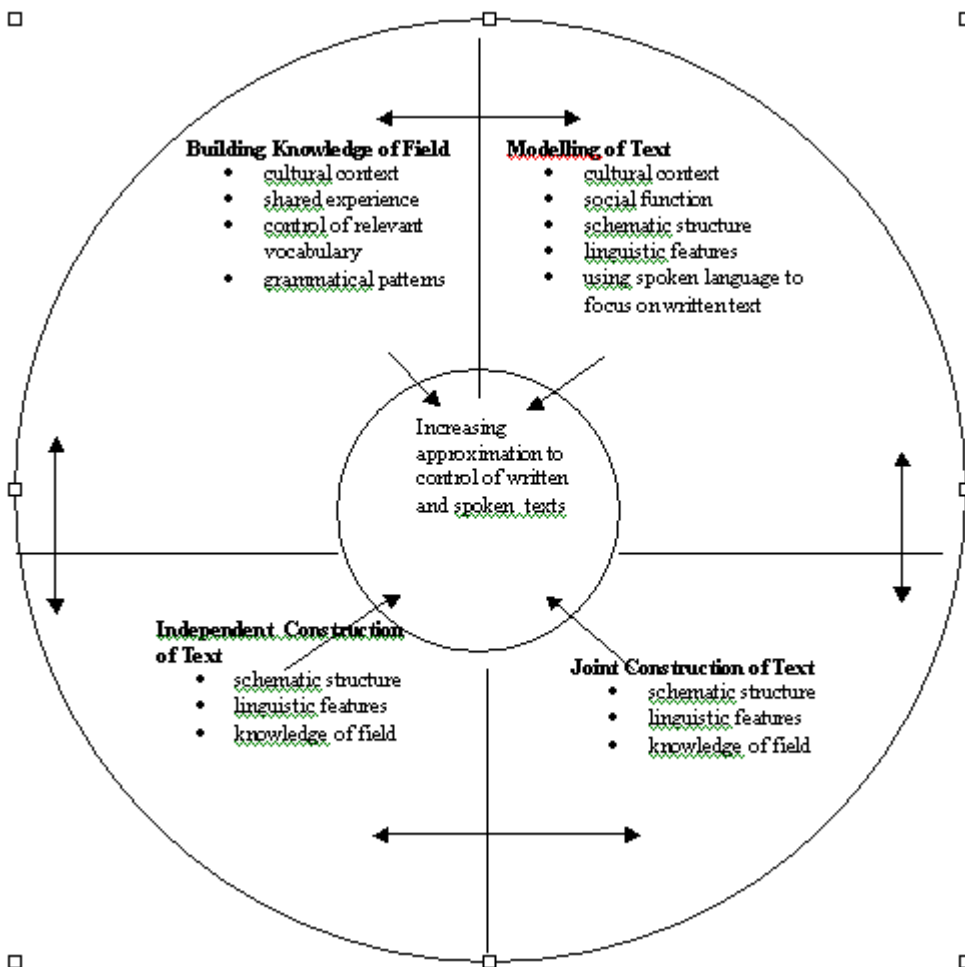 Building Knowledge of Field
• cultural context
• shared experience
• control of relevant
vocabulary
• grammatical patterns
Modelling of Text
• cultural context
• social function
• schematic structure
• linguistic features
• using spoken language to
focus on written text
Increasing
approximation to
control of written
and spoken texts
Independent Construction
of Text
• schematic structure
• linguistic features
• knowledge of field
Joint Construction of Text
• schematic structure
• linguistic features
• knowledge of field